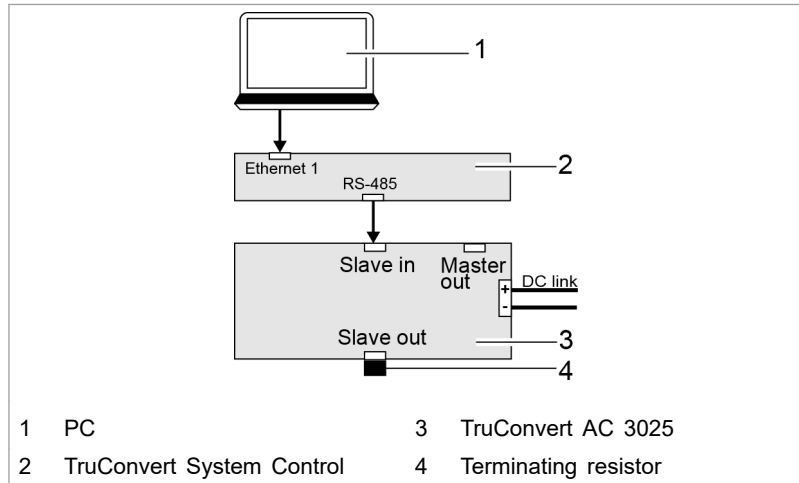 1
Ethernet 1
2
RS-485
Slave in
Master
out
+
DC link
-
Slave out
3
4
1 PC
3 TruConvert AC 3025
2 TruConvert System Control
4 Terminating resistor